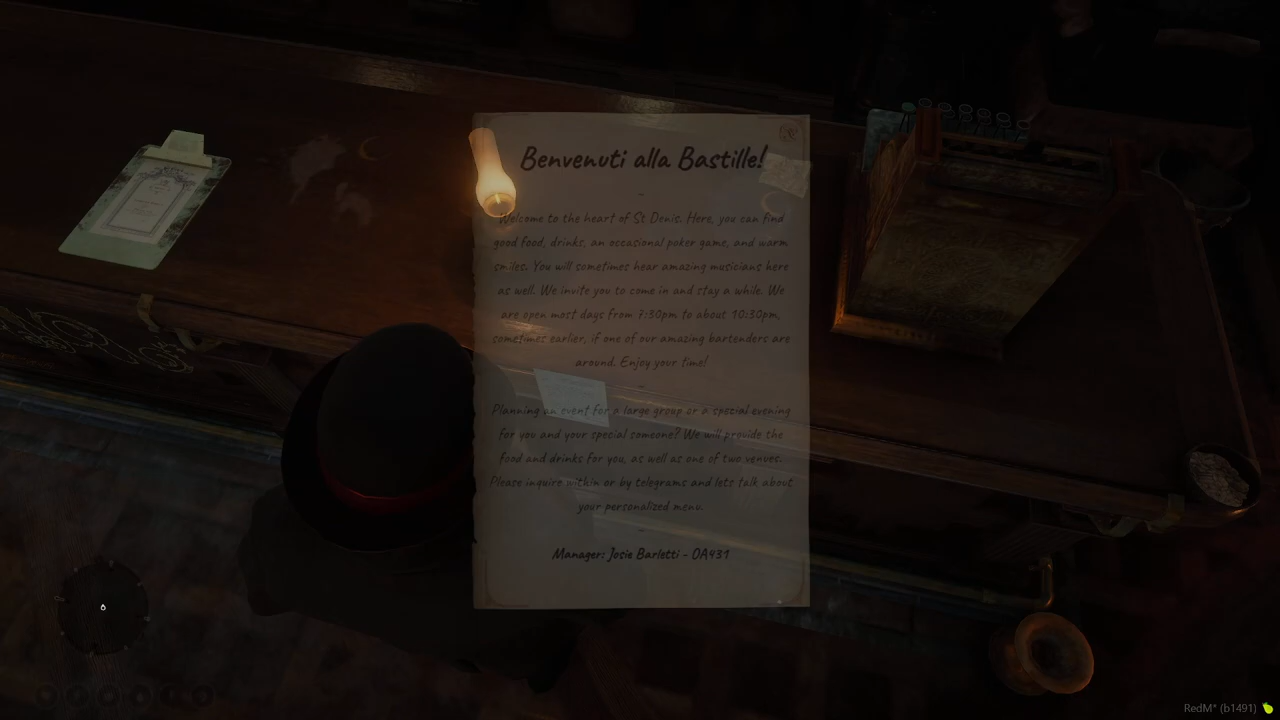 Benvenuti alla Bastille!
~
Welcome to the heart of St Denis. Here, you can find
good food, drinks, an occasional poker game, and warm
smiles. You will sometimes hear amazing musicians here
as well. We invite you to come in and stay a while. We
are open most days from 7:30pm to about 10:30pm,
sometimes earlier, if one of our amazing bartenders are
around. Enjoy your time!
~
Planning an event for a large group or a special evening
for you and your special someone? We will provide the
food and drinks for you, as well as one of two venues.
Please inquire within or by telegrams and lets talk about
your personalized menu.
~
Manager: Josie Barletti - OA431
RedM* (b1491)